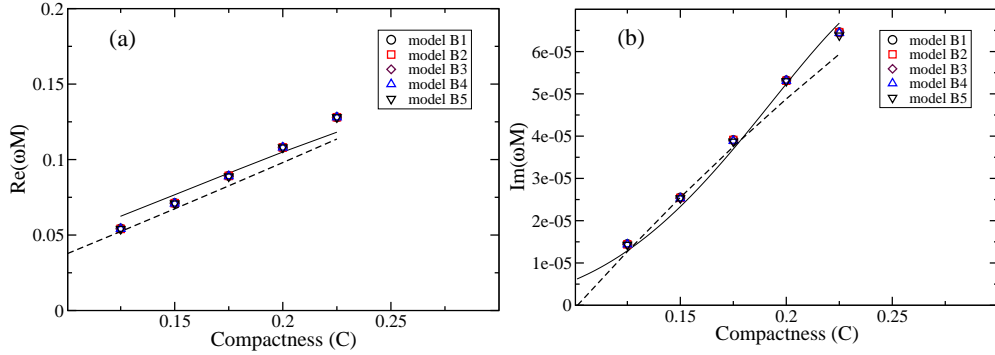 (a)
model B1
model B2
model B3
model B4
model B5
Re(ωM)
0.2
0.15
0.1
0.05
0
0.15
0.2
0.25
Compactness (C)
(b)
model B1
model B2
model B3
model B4
model B5
Im(ωM)
6e-05
5e-05
4e-05
3e-05
2e-05
1e-05
0
0.15
0.2
0.25
Compactness (C)